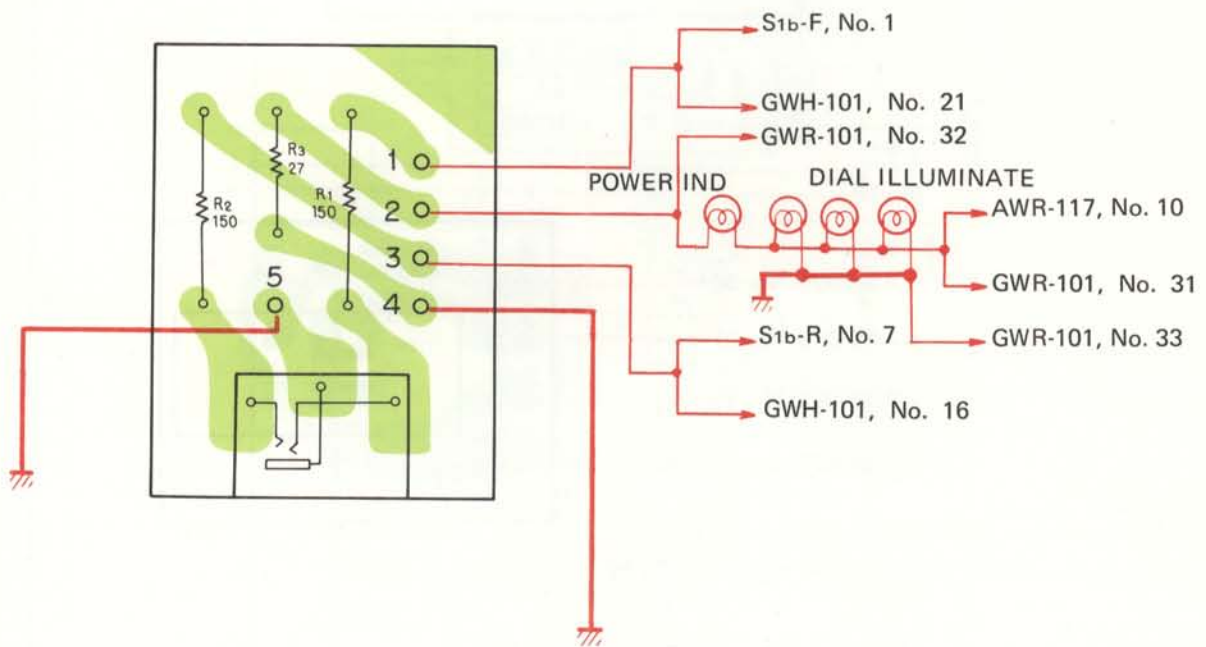 S1b-F, No. 1
GWH-101, No. 21
GWR-101, No. 32
POWER IND
DIAL ILLUMINATE
AWR-117, No. 10
GWR-101, No. 31
GWR-101, No. 33
S1b-R, No. 7
GWH-101, No. 16
R3
27
R2
150
R1
150
1
2
3
4
5